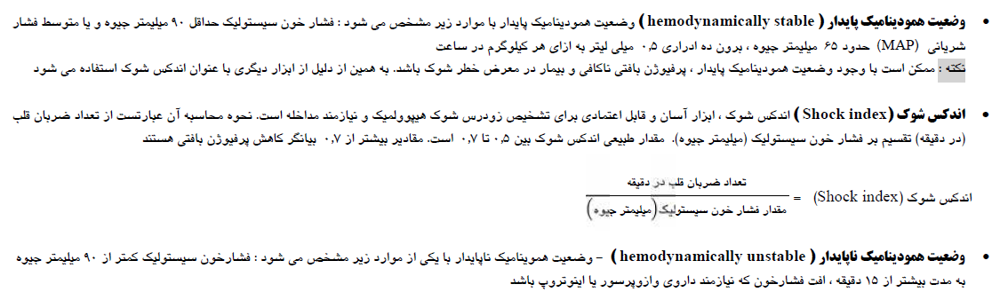 • وضعیت همودینامیک پایدار ( hemodynamically stable ) وضعیت همودینامیک پایدار با موارد زیر مشخص می شود : فشار خون سیستولیک حداقل ۹۰ میلیمتر جیوه و یا متوسط فشار
شریانی (MAP) حدود ۶۵ میلیمتر جیوه ، برون ده ادراری ۰,۵ میلی لیتر به ازای هر کیلوگرم در ساعت
نکته : ممکن است با وجود وضعیت همودینامیک پایدار ، پرفیوژن بافتی ناکافی و بیمار در معرض خطر شوک باشد. به همین از دلیل از ابزار دیگری با عنوان اندکس شوک استفاده می شود
• اندکس شوک ( Shock index ) اندکس شوک ، ابزار آسان و قابل اعتمادی برای تشخیص زودرس شوک هیپوولمیک و نیازمند مداخله است. نحوه محاسبه آن عبارتست از تعداد ضربان قلب
(در دقیقه) تقسیم بر فشار خون سیستولیک (میلیمتر جیوه). مقدار طبیعی اندکس شوک بین ۰,۵ تا ۰,۷ است. مقادیر بیشتر از ۰,۷ بیانگر کاهش پرفیوژن بافتی هستند
تعداد ضربان قلب در دقیقه
اندکس شوک (Shock index) =
مقدار فشار خون سیستولیک(میلیمتر جیوه)
• وضعیت همودینامیک ناپایدار ( hemodynamically unstable ) – وضعیت همویناميک ناپایدار با یکی از موارد زیر مشخص می شود : فشارخون سیستولیک کمتر از ۹۰ میلیمتر جیوه
به مدت بیشتر از ۱۵ دقیقه ، افت فشارخون که نیازمند داروی وازوپرسور یا اینوتروپ باشد